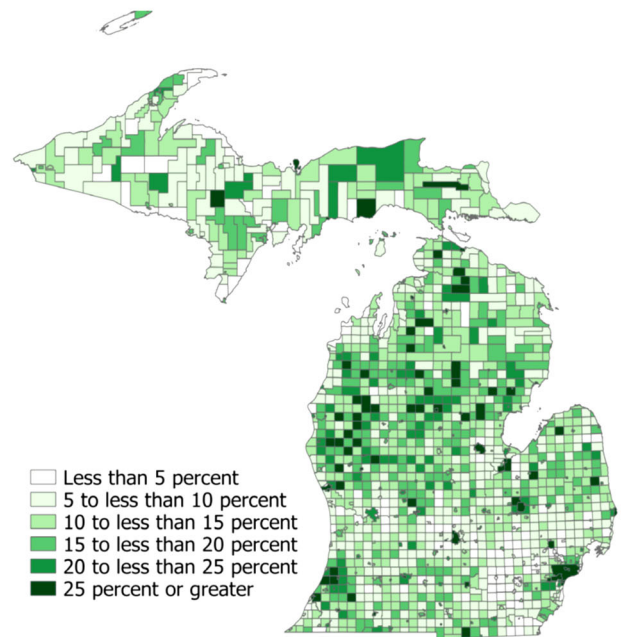 Less than 5 percent
5 to less than 10 percent
10 to less than 15 percent
15 to less than 20 percent
20 to less than 25 percent
25 percent or greater